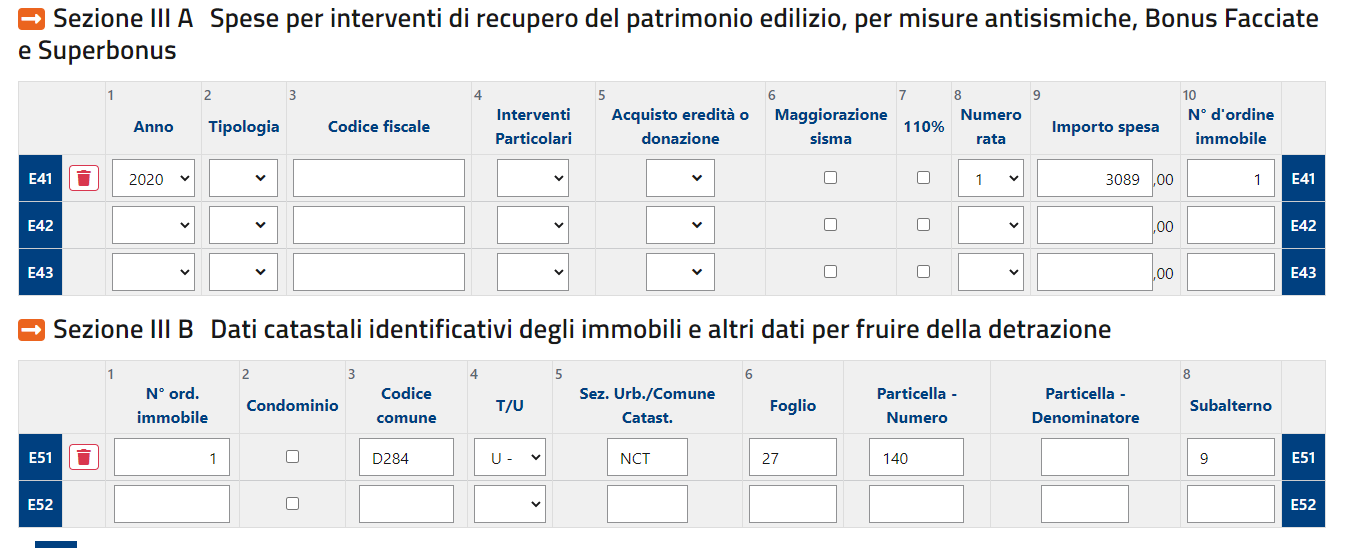 Sezione III A Spese per interventi di recupero del patrimonio edilizio, per misure antisismiche, Bonus Facciate
e Superbonus
1 2 3 4 5 6 7 8 9 10
Anno Tipologia Codice fiscale Interventi Particolari Acquisto eredità o donazione Maggiorazione sisma 110% Numero rata Importo spesa N° d'ordine immobile
E41 2020 1 3089 ,00 1 E41
E42 ,00 E42
E43 ,00 E43
Sezione III B Dati catastali identificativi degli immobili e altri dati per fruire della detrazione
1 2 3 4 5 6 8
N° ord. immobile Condominio Codice comune T/U Sez. Urb./Comune Catast. Foglio Particella - Numero Particella - Denominatore Subalterno
E51 1 D284 U - NCT 27 140 9 E51
E52 E52